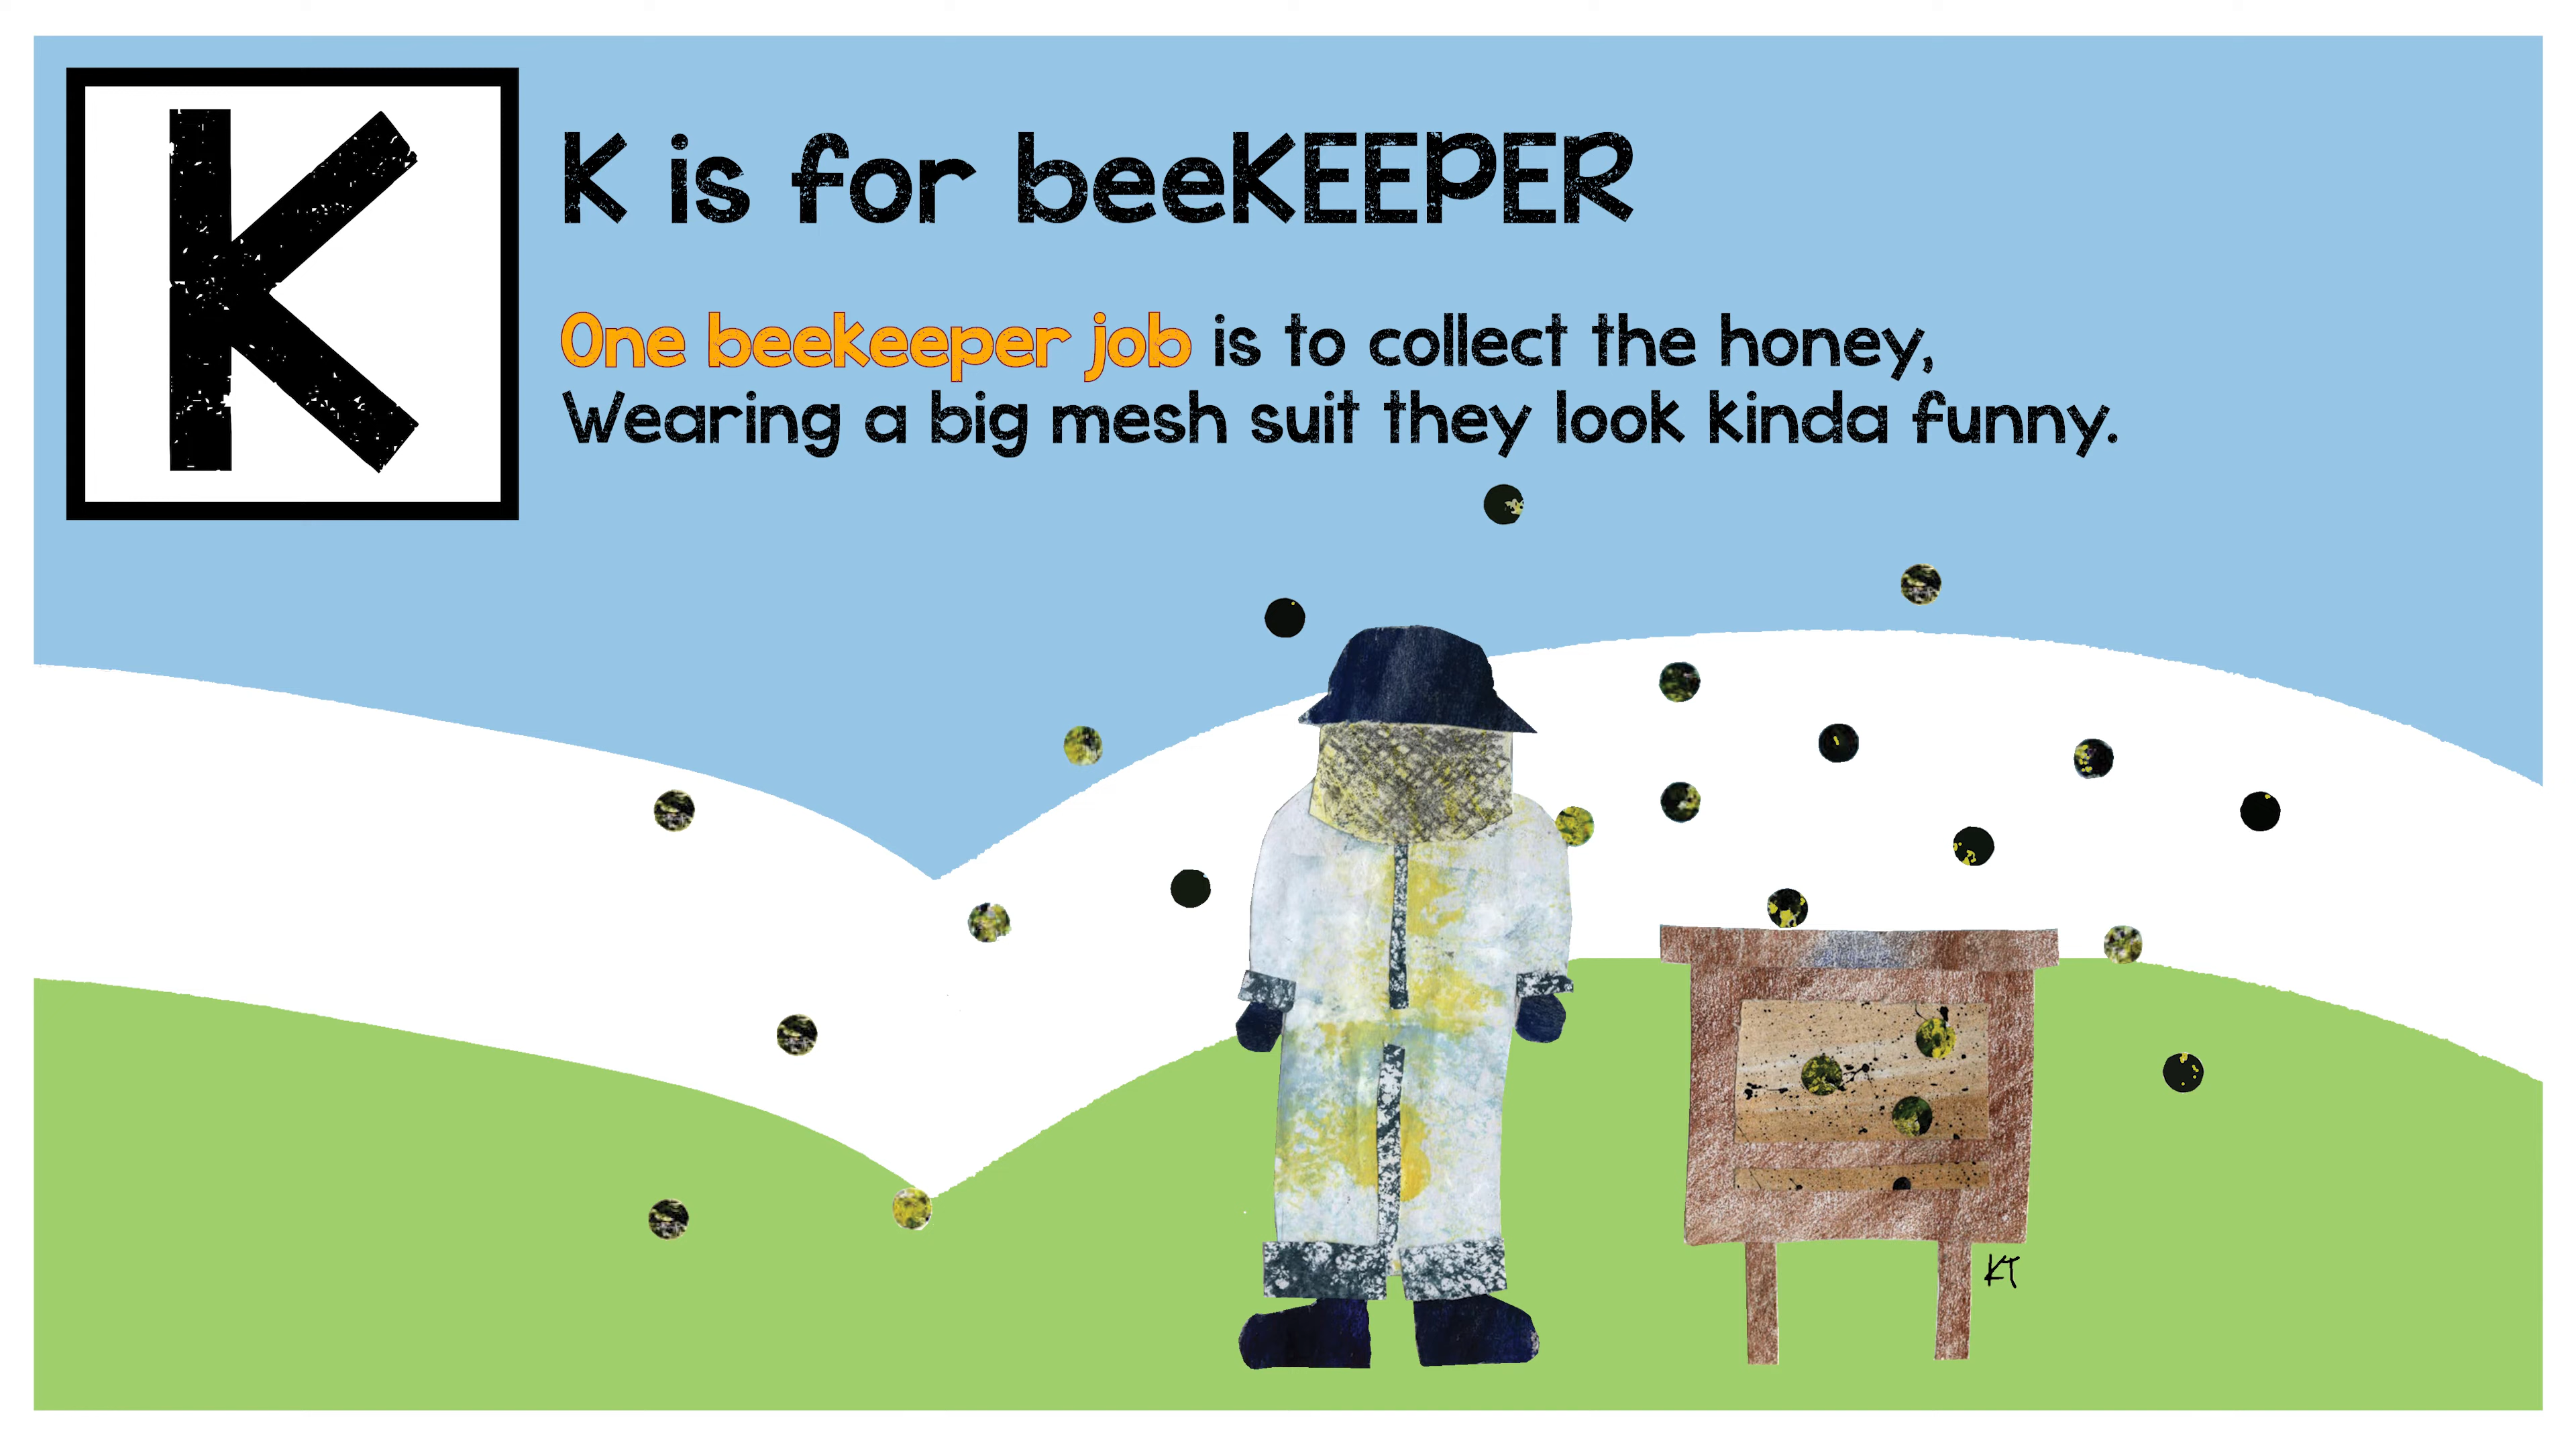 K
K is for beeKEEPER
One beekeeper job is to collect the honey,
Wearing a big mesh suit they look kinda funny.
KT